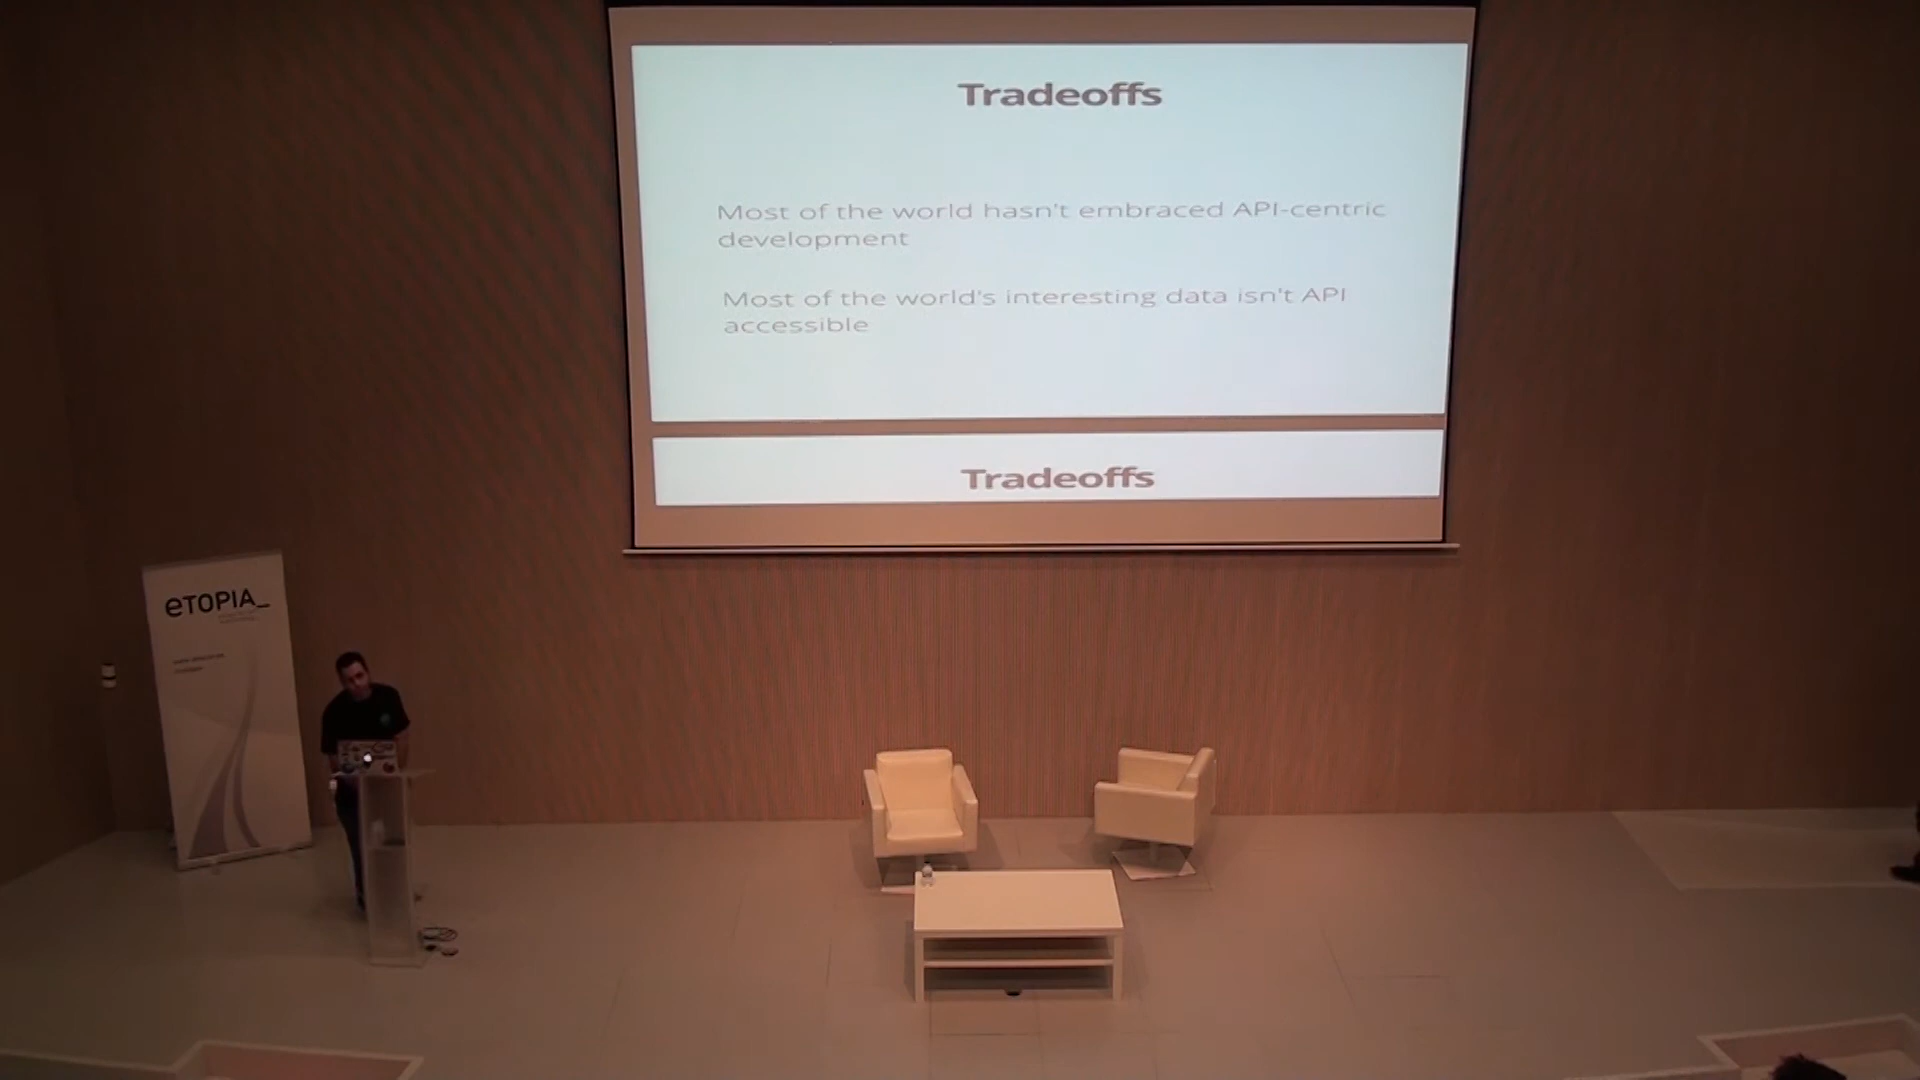 Tradeoffs
Most of the world hasn't embraced API-centric
development
Most of the world's interesting data isn't API
accessible
Tradeoffs
eTOPIA_